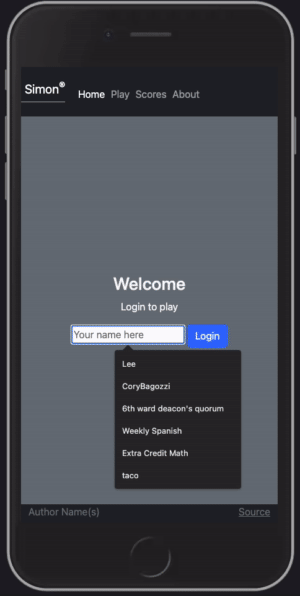 Simon®
Home Play Scores About
Welcome
Login to play
Your name here
Login
Lee
CoryBagozzi
6th ward deacon's quorum
Weekly Spanish
Extra Credit Math
taco
Author Name(s)
Source